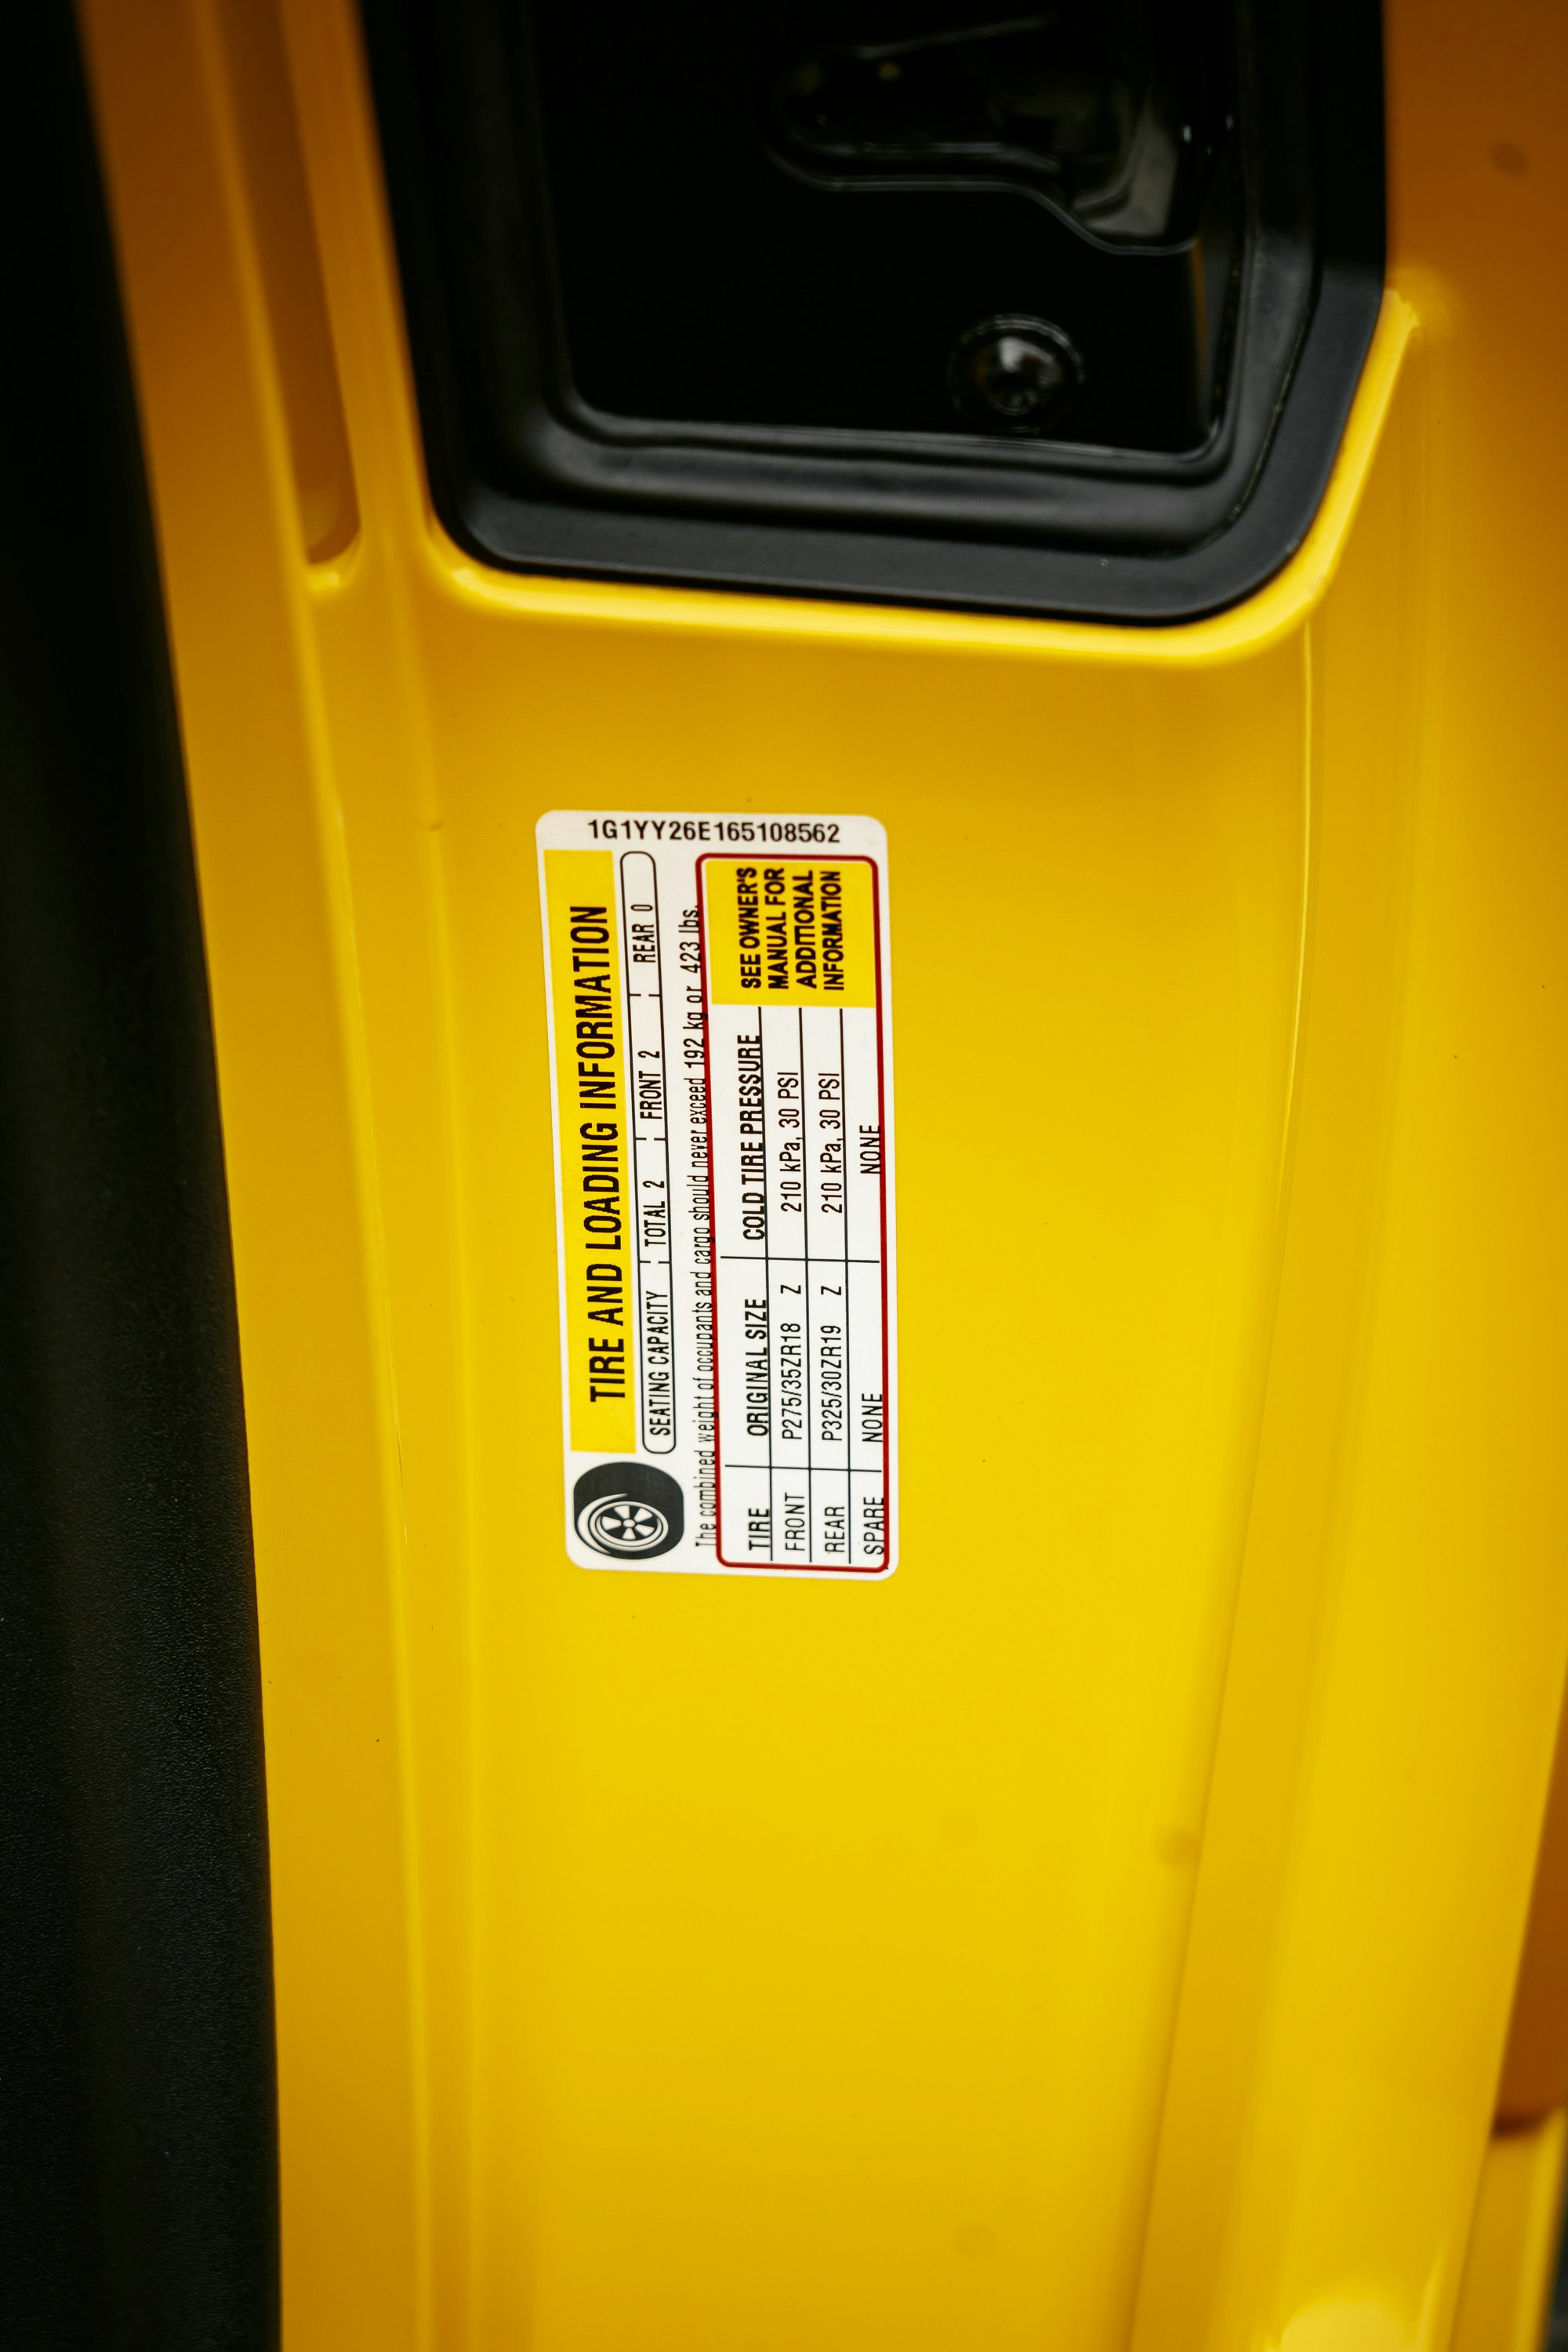 1G1YY26E165108562
TIRE AND LOADING INFORMATION
SEATING CAPACITY TOTAL 2 FRONT 2 REAR 0
The combined weight of occupants and cargo should never exceed 192 kg or 423 lbs.
TIRE ORIGINAL SIZE COLD TIRE PRESSURE
FRONT P275/35ZR18 Z 210 kPa, 30 PSI
REAR P325/30ZR19 Z 210 kPa, 30 PSI
SPARE NONE NONE
SEE OWNER'S
MANUAL FOR
ADDITIONAL
INFORMATION